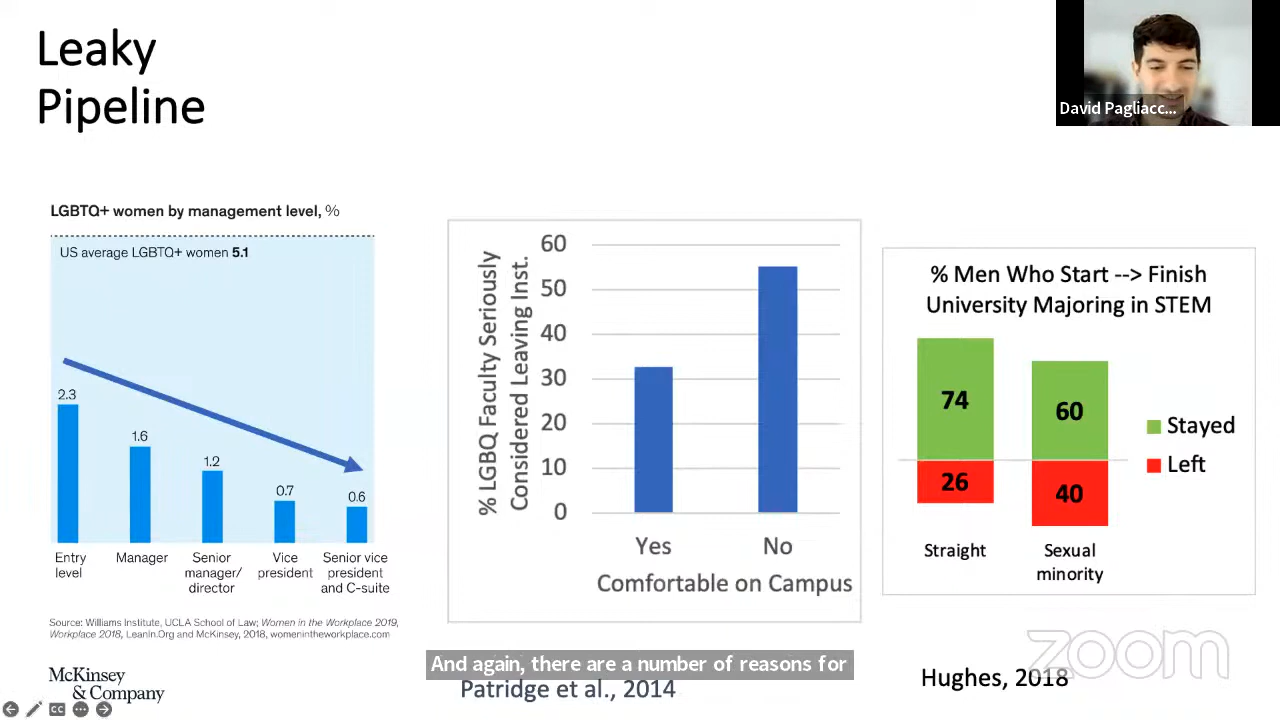 Leaky
Pipeline
David Pagliacc...
LGBTQ+ women by management level, %
US average LGBTQ+ women 5.1
2.3
1.6
1.2
0.7
0.6
Entry
level
Manager
Senior
manager/
director
Vice
president
Senior vice
president
and C-suite
Source: Williams Institute, UCLA School of Law; Women in the Workplace 2019,
Workplace 2018, LeanIn.Org and McKinsey, 2018, womenintheworkplace.com
McKinsey
& Company
% LGBQ Faculty Seriously
Considered Leaving Inst.
60
50
40
30
20
10
0
Yes
No
Comfortable on Campus
And again, there are a number of reasons for
Patridge et al., 2014
% Men Who Start --> Finish
University Majoring in STEM
74
60
26
40
Stayed
Left
Straight
Sexual
minority
Hughes, 2018
zoom
CC